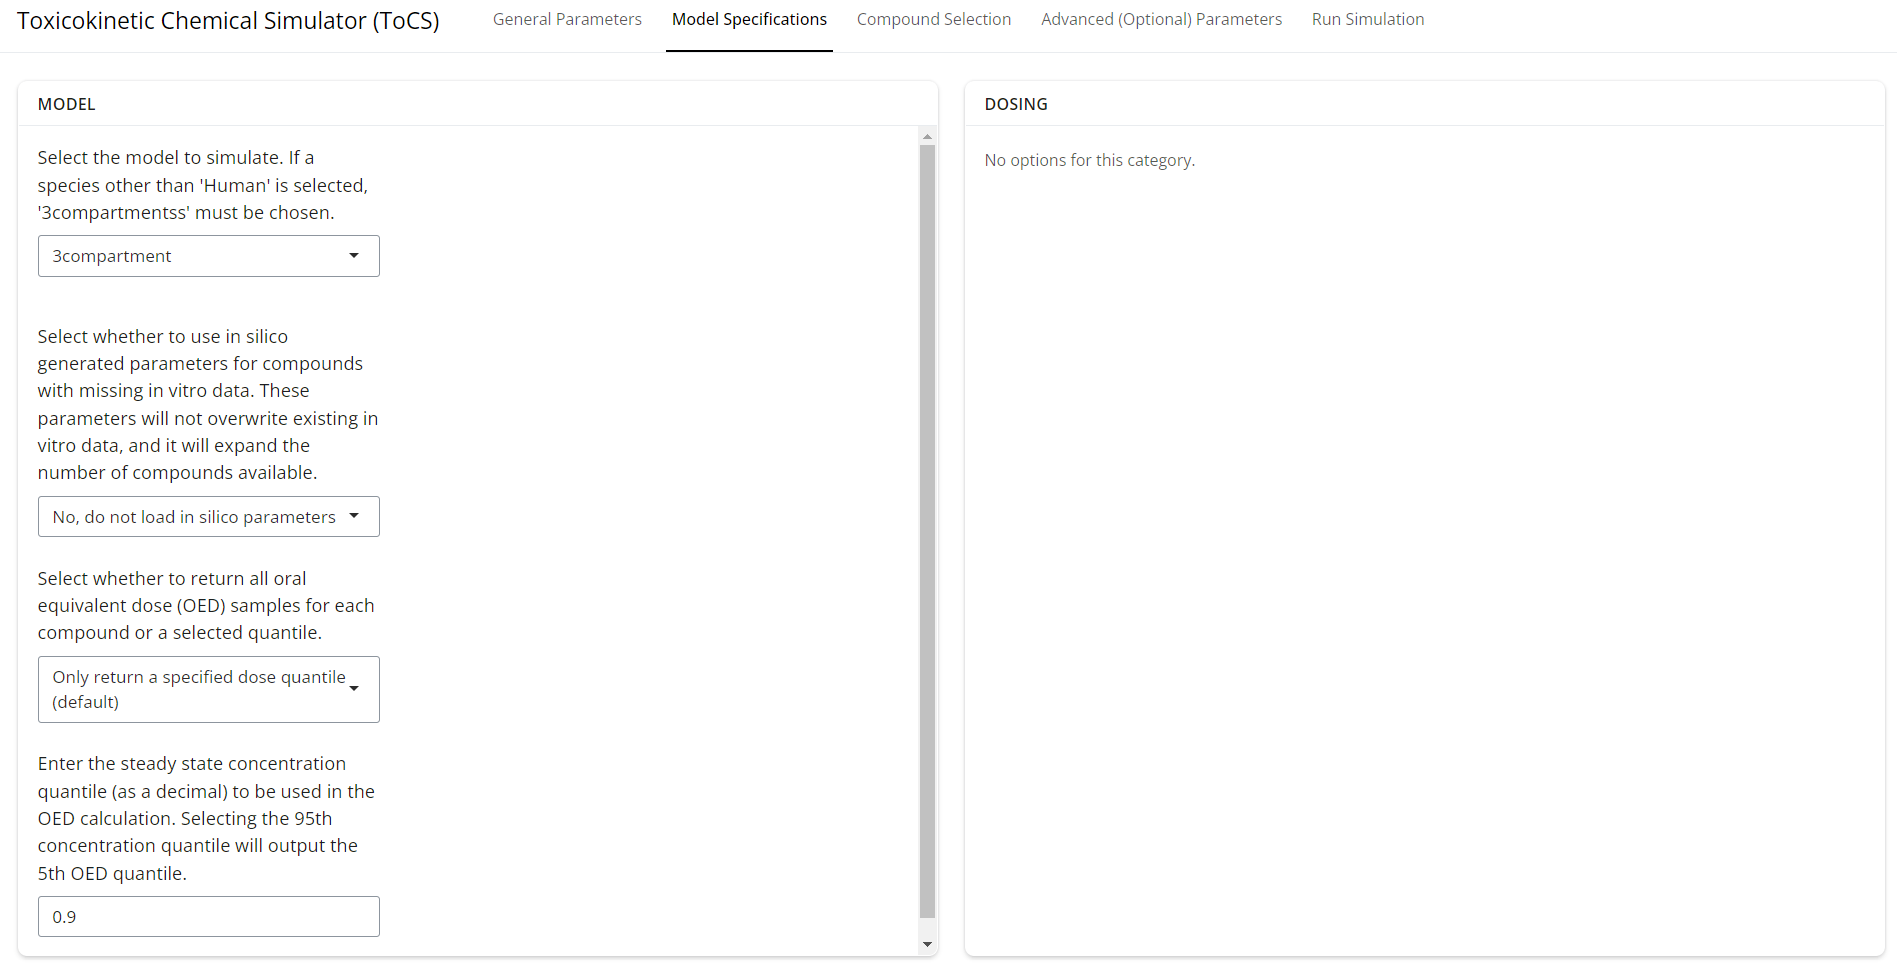 Toxicokinetic Chemical Simulator (ToCS)
General Parameters
Model Specifications
Compound Selection
Advanced (Optional) Parameters
Run Simulation
MODEL
Select the model to simulate. If a
species other than 'Human' is selected,
'3compartmentss' must be chosen.
3compartment
Select whether to use in silico
generated parameters for compounds
with missing in vitro data. These
parameters will not overwrite existing in
vitro data, and it will expand the
number of compounds available.
No, do not load in silico parameters
Select whether to return all oral
equivalent dose (OED) samples for each
compound or a selected quantile.
Only return a specified dose quantile
(default)
Enter the steady state concentration
quantile (as a decimal) to be used in the
OED calculation. Selecting the 95th
concentration quantile will output the
5th OED quantile.
0.9
DOSING
No options for this category.